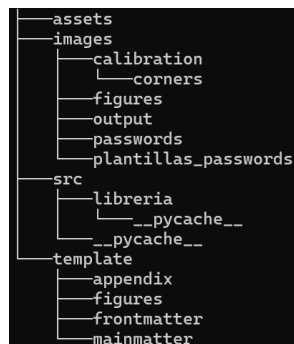 assets
images
calibration
corners
figures
output
passwords
plantillas_passwords
src
libreria
__pycache__
__pycache__
template
appendix
figures
frontmatter
mainmatter